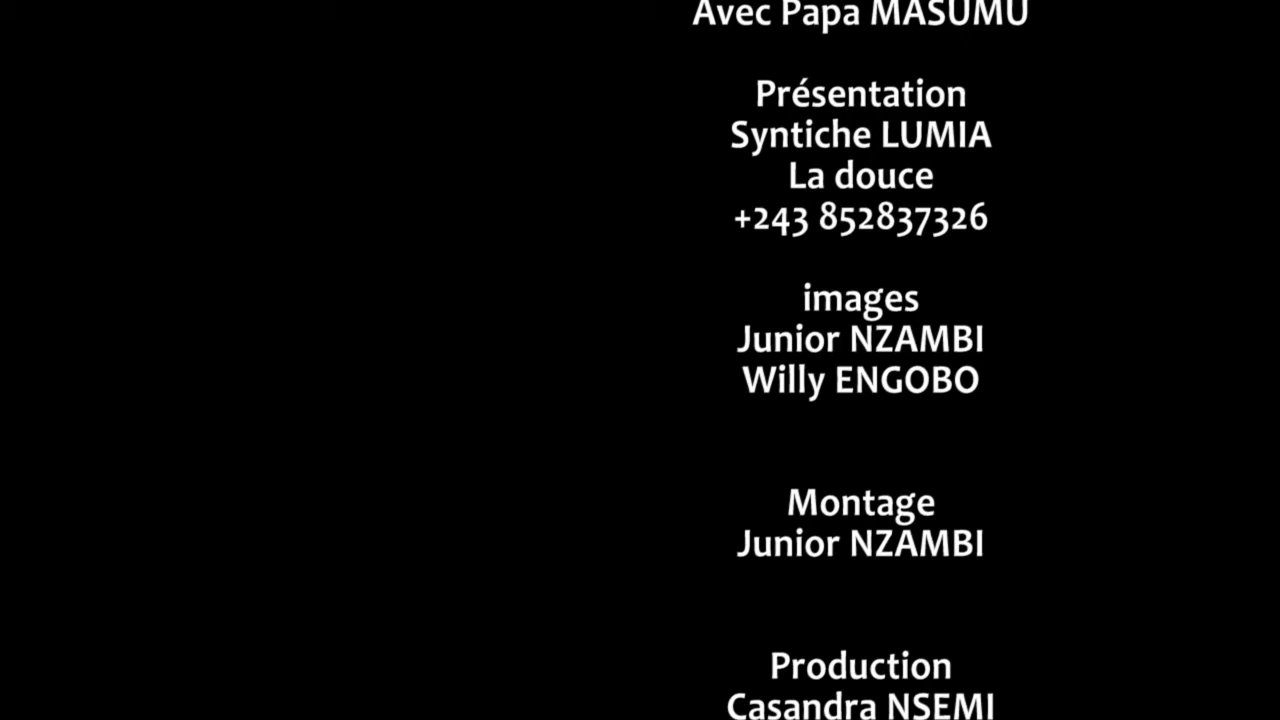 Avec Papa MASUMU
Présentation
Syntiche LUMIA
La douce
+243 852837326
images
Junior NZAMBI
Willy ENGOBO
Montage
Junior NZAMBI
Production
Casandra NSEMI